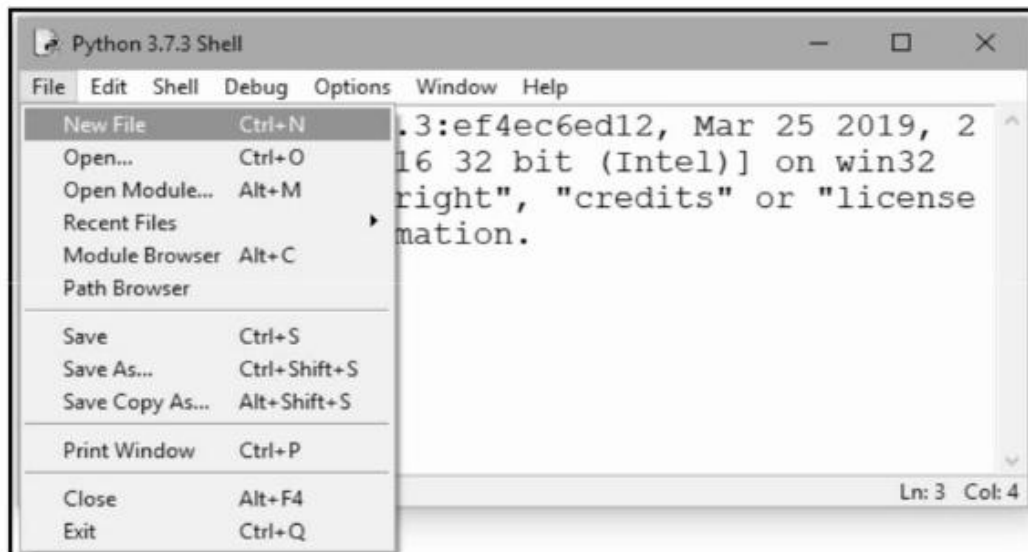 Python 3.7.3 Shell
File Edit Shell Debug Options Window Help
New File Ctrl+N .3:ef4ec6ed12, Mar 25 2019, 2
Open... Ctrl+O 16 32 bit (Intel)] on win32
Open Module... Alt+M right", "credits" or "license
Recent Files mation.
Module Browser Alt+C
Path Browser
Save Ctrl+S
Save As... Ctrl+Shift+S
Save Copy As... Alt+Shift+S
Print Window Ctrl+P
Close Alt+F4
Exit Ctrl+Q
Ln: 3 Col: 4